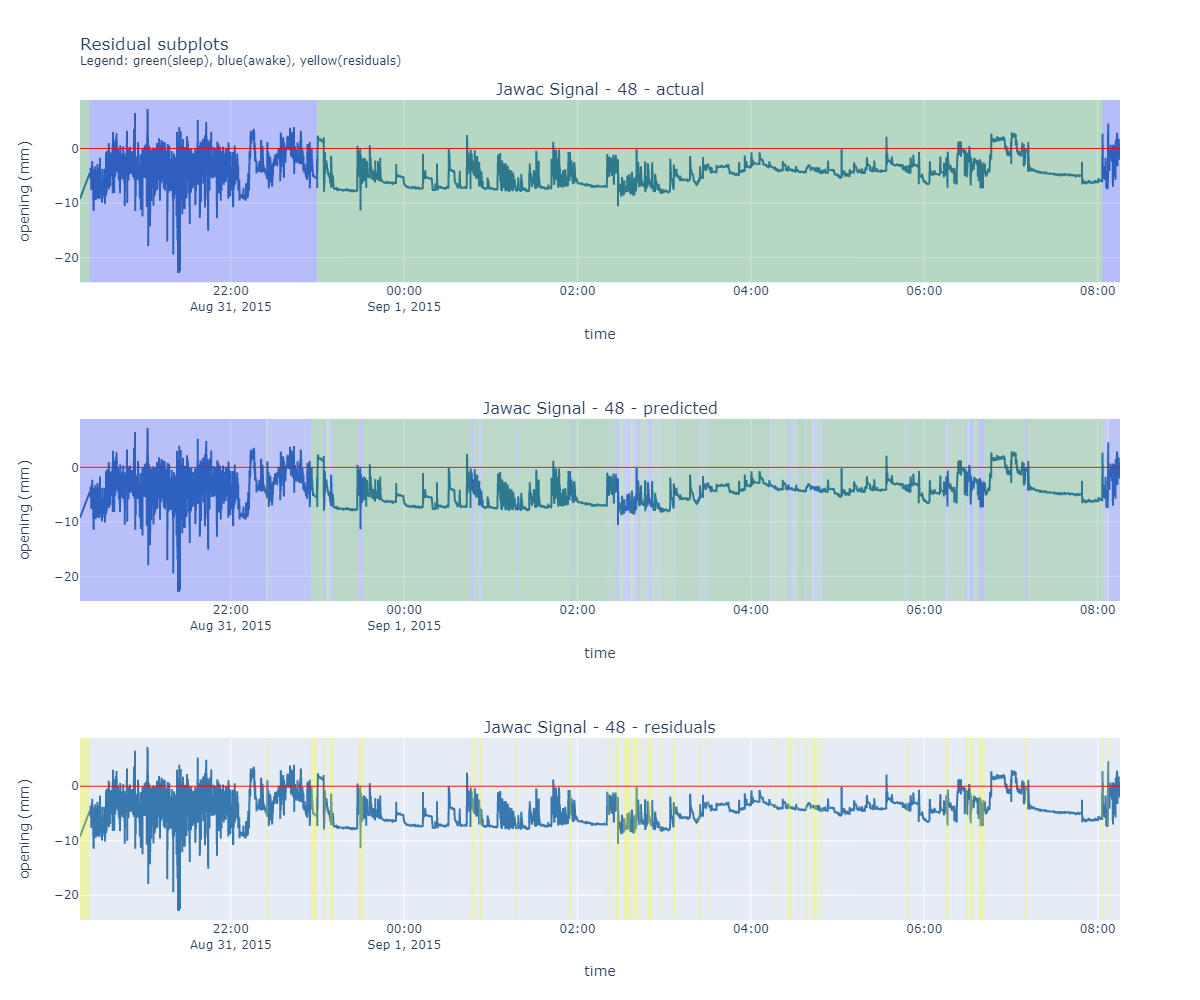 Residual subplots
Legend: green(sleep), blue(awake), yellow(residuals)
Jawac Signal - 48 - actual
opening (mm)
0
−10
−20
22:00 00:00 02:00 04:00 06:00 08:00
Aug 31, 2015 Sep 1, 2015
time
Jawac Signal - 48 - predicted
opening (mm)
0
−10
−20
22:00 00:00 02:00 04:00 06:00 08:00
Aug 31, 2015 Sep 1, 2015
time
Jawac Signal - 48 - residuals
opening (mm)
0
−10
−20
22:00 00:00 02:00 04:00 06:00 08:00
Aug 31, 2015 Sep 1, 2015
time